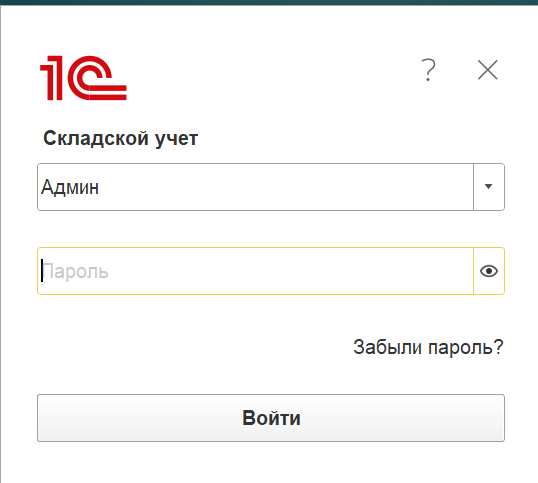 1С
?
Складской учет
Админ
Пароль
Забыли пароль?
Войти